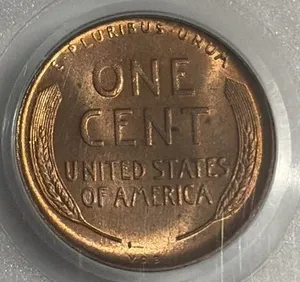 E·PLURIBUS·UNUM
ONE
CENT
UNITED STATES
OF AMERICA